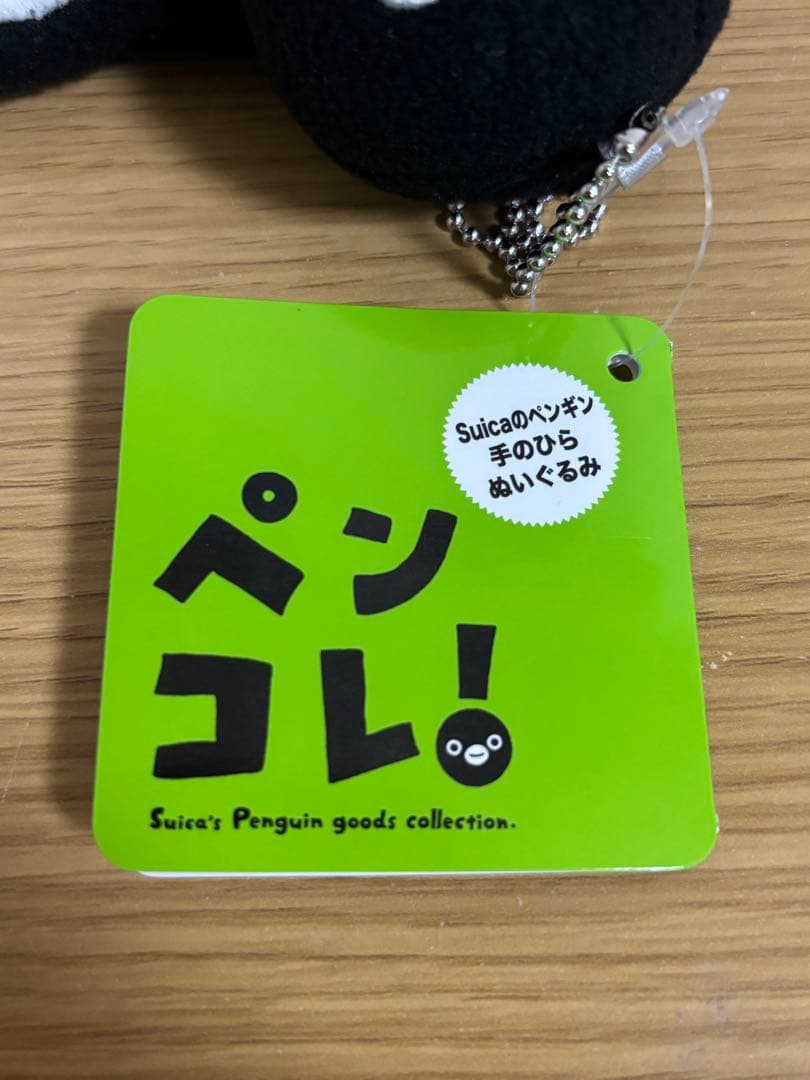 Suicaのペンギン
手のひら
ぬいぐるみ
ペン
コレ!
Suica's Penguin goods collection.